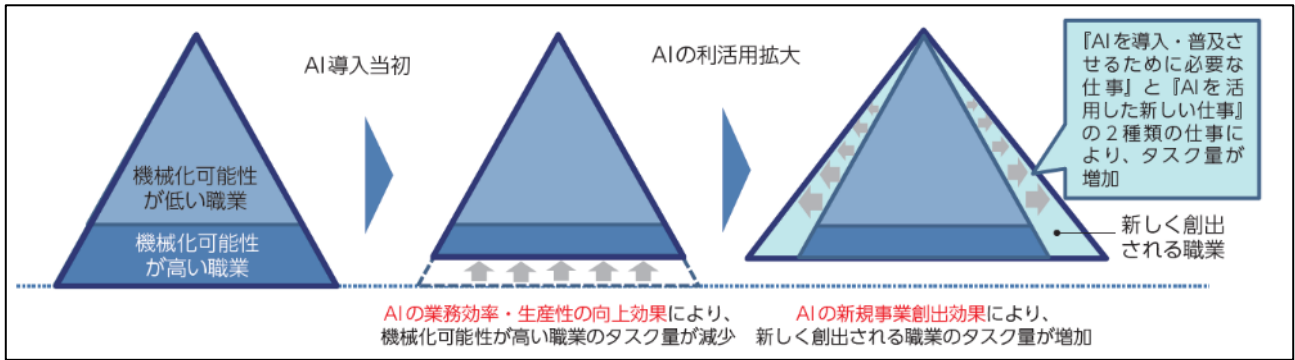 AI導入当初
AIの利活用拡大
『AIを導入・普及さ
せるために必要な
仕事』と『AIを活
用した新しい仕事』
の2種類の仕事に
より、タスク量が
増加
機械化可能性
が低い職業
機械化可能性
が高い職業
新しく創出
される職業
AIの業務効率・生産性の向上効果により、
機械化可能性が高い職業のタスク量が減少
AIの新規事業創出効果により、
新しく創出される職業のタスク量が増加